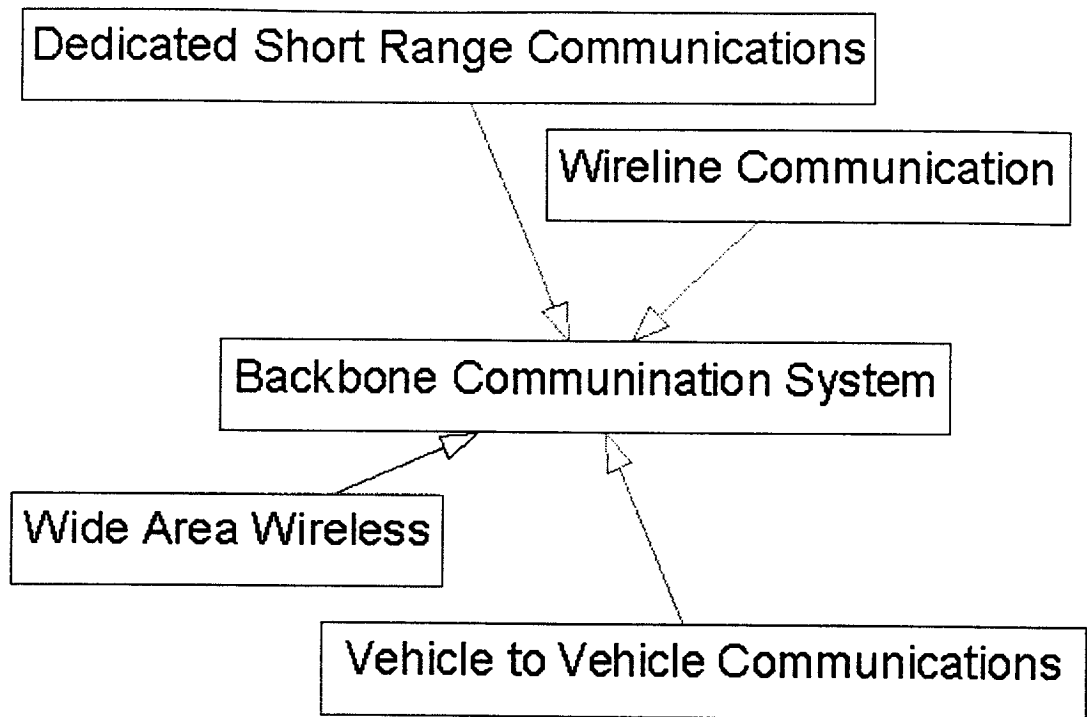 Dedicated Short Range Communications
Wireline Communication
Backbone Communination System
Wide Area Wireless
Vehicle to Vehicle Communications